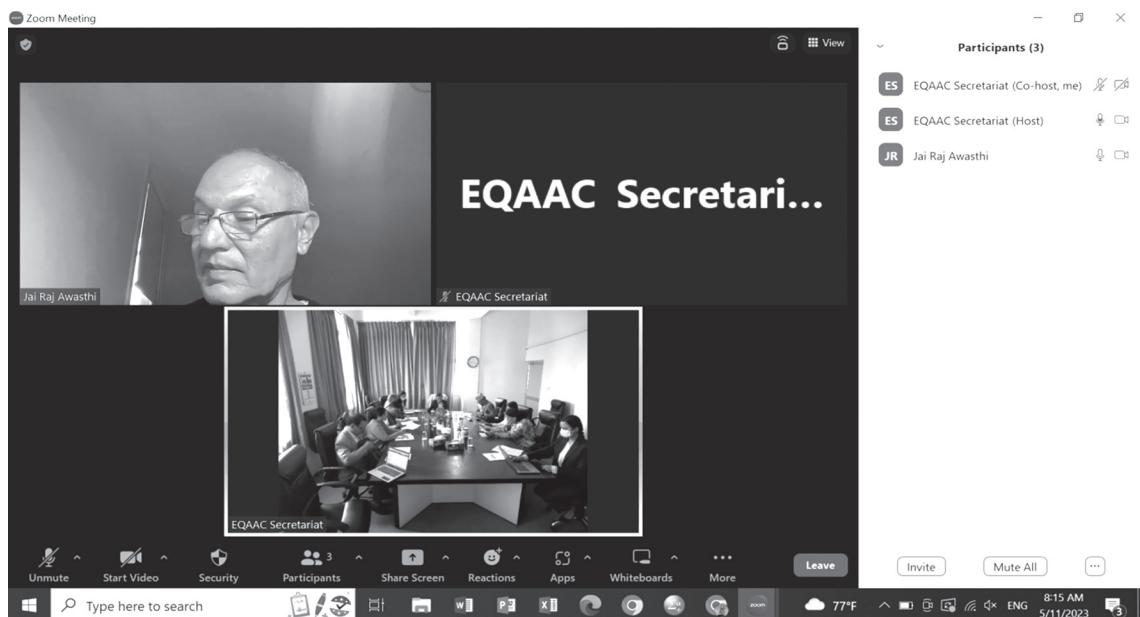 Zoom Meeting
View
Participants (3)
ES EQAAC Secretariat (Co-host, me)
ES EQAAC Secretariat (Host)
JR Jai Raj Awasthi
EQAAC Secretari...
Jai Raj Awasthi
EQAAC Secretariat
EQAAC Secretariat
3
Unmute Start Video Security Participants Share Screen Reactions Apps Whiteboards More
Leave
Invite Mute All ...
Type here to search
zoom
77°F
ENG
8:15 AM
5/11/2023
3